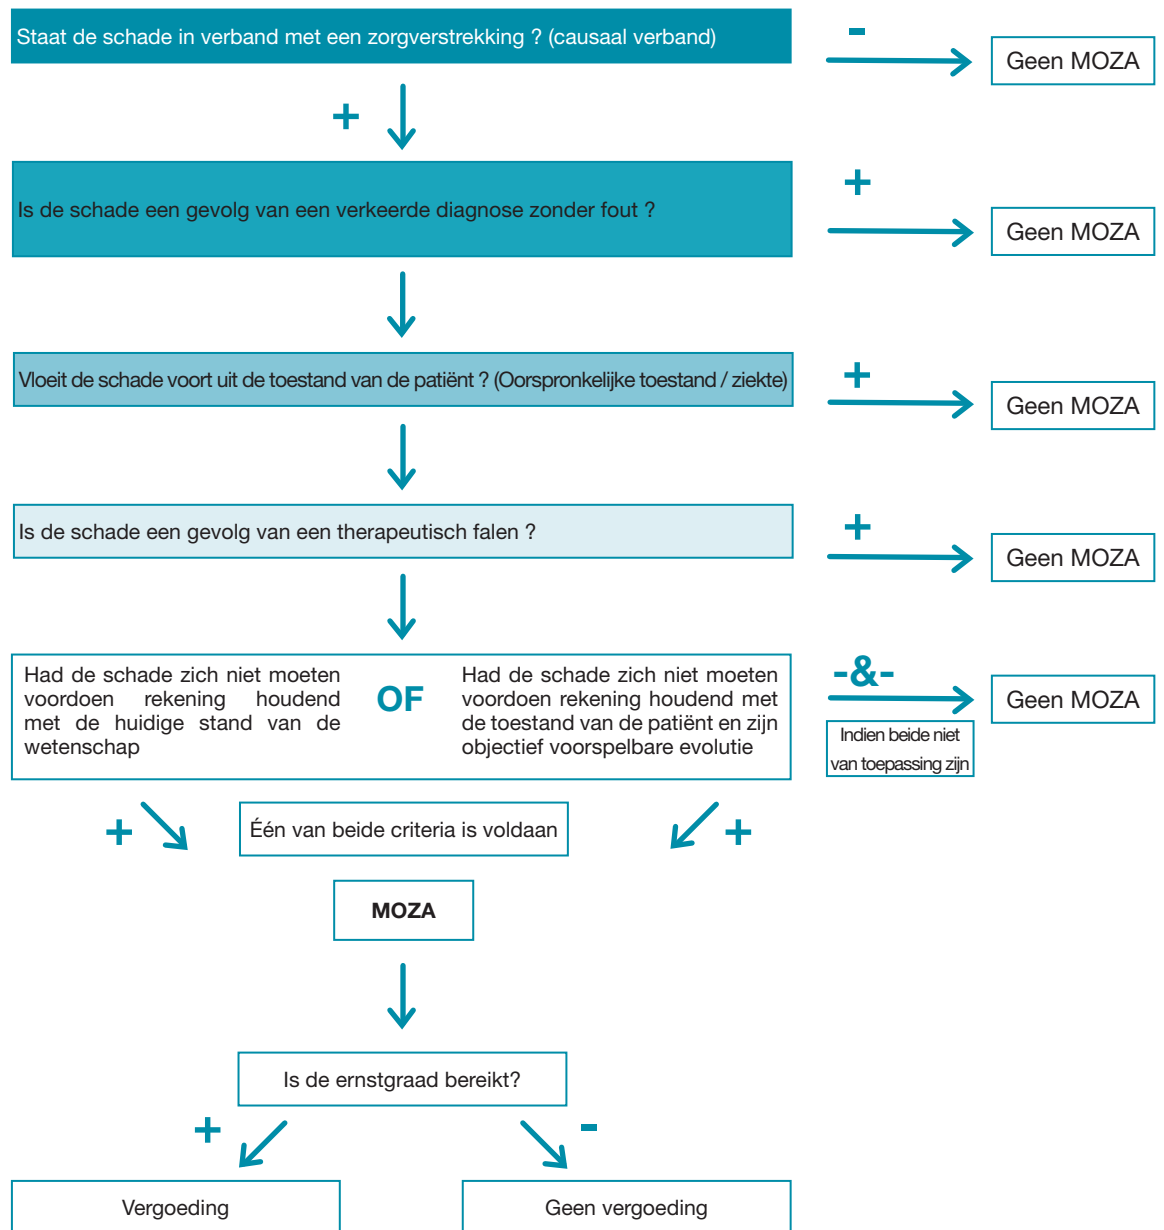 Staat de schade in verband met een zorgverstrekking ? (causaal verband)
-
Geen MOZA
+
Is de schade een gevolg van een verkeerde diagnose zonder fout ?
+
Geen MOZA
Vloeit de schade voort uit de toestand van de patiënt ? (Oorspronkelijke toestand / ziekte)
+
Geen MOZA
Is de schade een gevolg van een therapeutisch falen ?
+
Geen MOZA
Had de schade zich niet moeten
voordoen rekening houdend
met de huidige stand van de
wetenschap
OF
Had de schade zich niet moeten
voordoen rekening houdend met
de toestand van de patiënt en zijn
objectief voorspelbare evolutie
-&-
Geen MOZA
Indien beide niet
van toepassing zijn
+
Één van beide criteria is voldaan
+
MOZA
Is de ernstgraad bereikt?
+
-
Vergoeding
Geen vergoeding